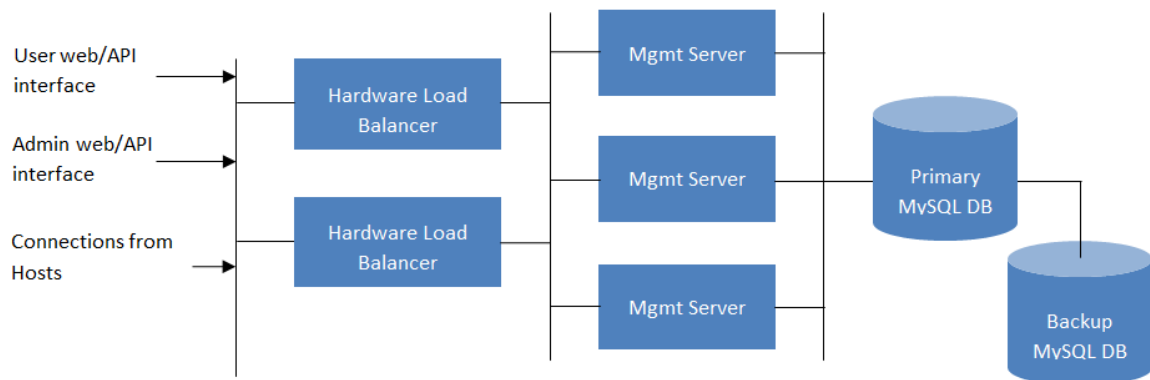 User web/API
interface
Admin web/API
interface
Connections from
Hosts
Hardware Load
Balancer
Hardware Load
Balancer
Mgmt Server
Mgmt Server
Mgmt Server
Primary
MySQL DB
Backup
MySQL DB